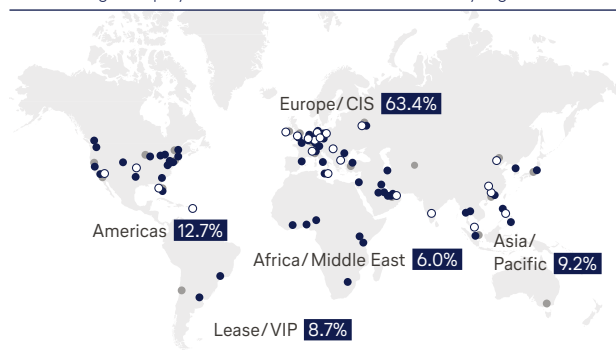 Europe/CIS 63.4%
Americas 12.7%
Africa/Middle East 6.0%
Asia/
Pacific 9.2%
Lease/VIP 8.7%